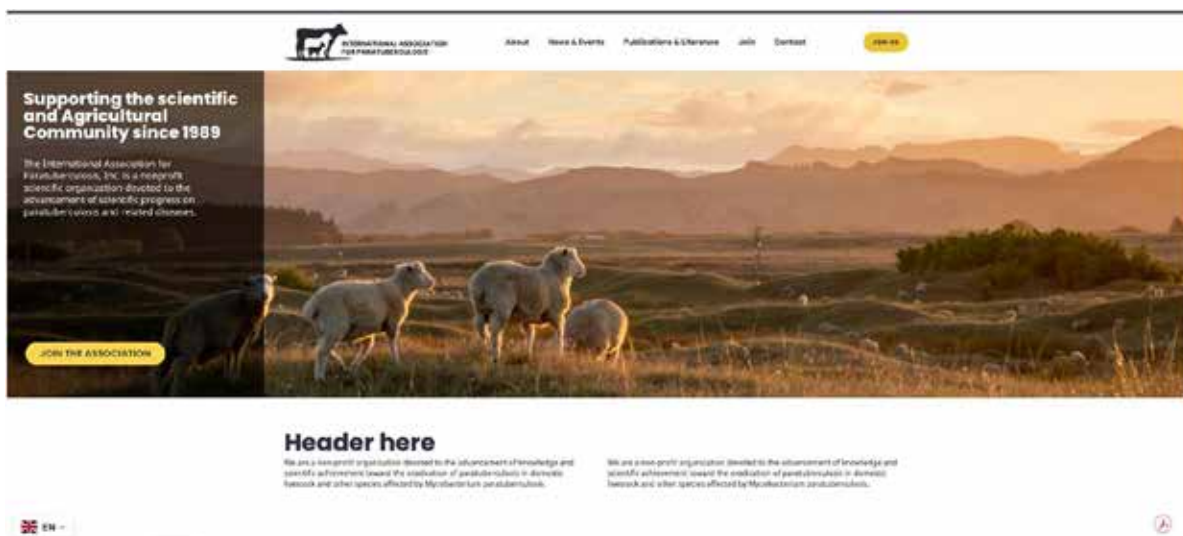 INTERNATIONAL ASSOCIATION
FOR PARATUBERCULOSIS
About News & Events Publications & Literature Join Contact
JOIN US
Supporting the scientific
and Agricultural
Community since 1989
The International Association for
Paratuberculosis, Inc. is a nonprofit
scientific organization devoted to the
advancement of scientific progress on
paratuberculosis and related diseases.
JOIN THE ASSOCIATION
Header here
We are a non-profit organization devoted to the advancement of knowledge and
scientific achievement toward the eradication of paratuberculosis in domestic
livestock and other species affected by Mycobacterium paratuberculosis.
We are a non-profit organization devoted to the advancement of knowledge and
scientific achievement toward the eradication of paratuberculosis in domestic
livestock and other species affected by Mycobacterium paratuberculosis.
EN